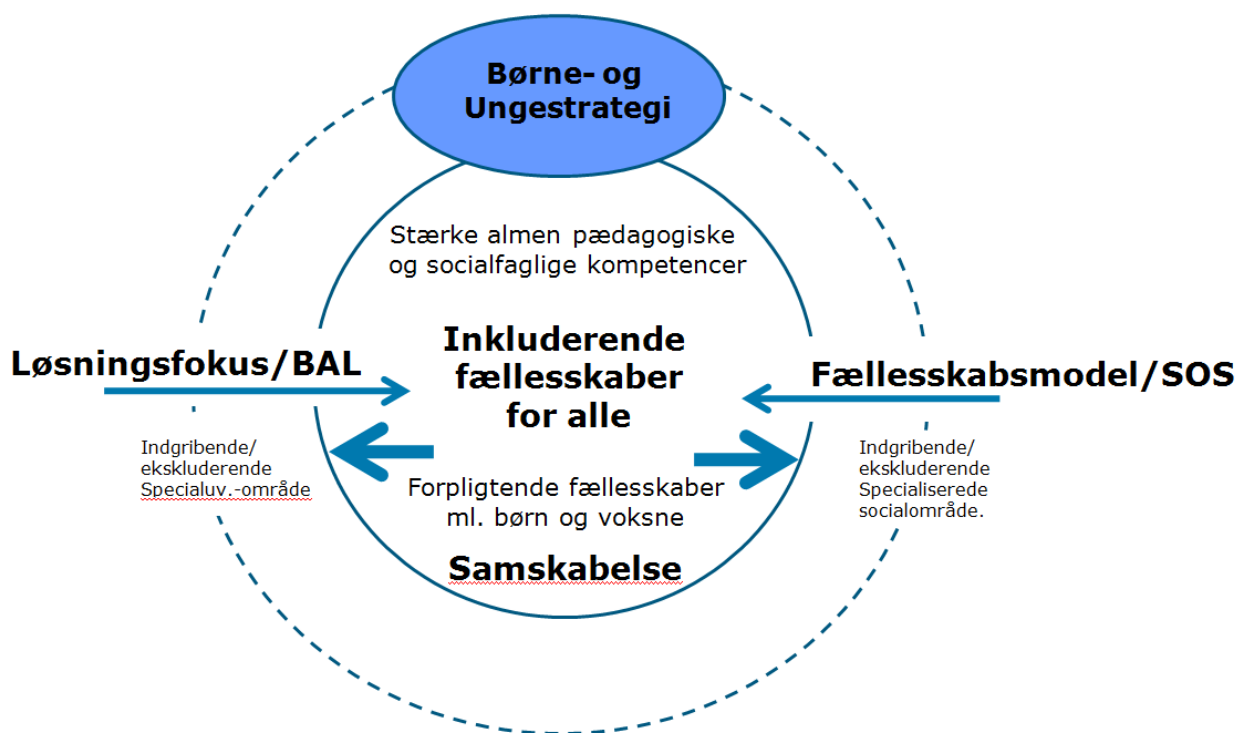 Børne- og
Ungestrategi
Stærke almen pædagogiske
og socialfaglige kompetencer
Inkluderende
fællesskaber
for alle
Løsningsfokus/BAL
Fællesskabsmodel/SOS
Indgribende/
ekskluderende
Specialuv.-område
Indgribende/
ekskluderende
Specialiserede
socialområde.
Forpligtende fællesskaber
ml. børn og voksne
Samskabelse